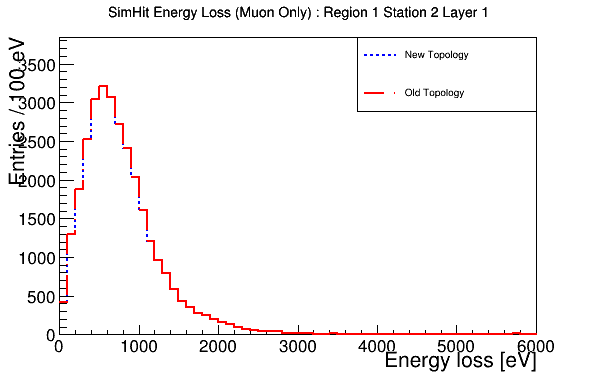 SimHit Energy Loss (Muon Only) : Region 1 Station 2 Layer 1
Entries / 100 eV
3500
3000
2500
2000
1500
1000
500
0
New Topology
Old Topology
0 1000 2000 3000 4000 5000 6000
Energy loss [eV]